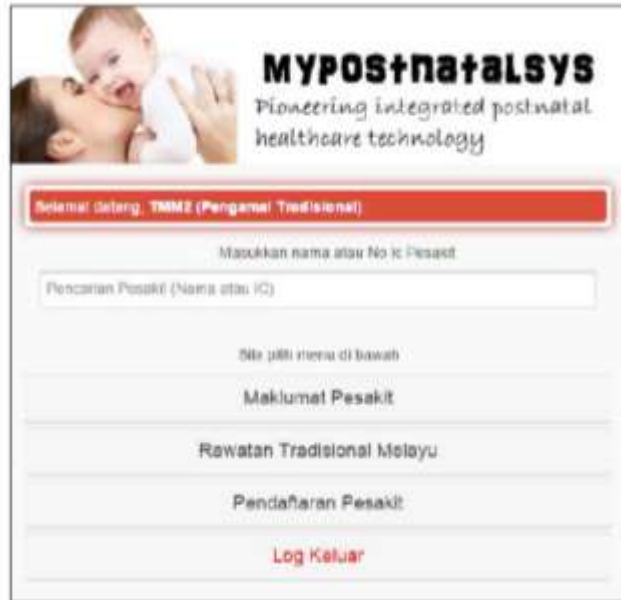 MYPOStnatalsys
Pioneering integrated postnatal
healthcare technology
Selamat datang, TMM2 (Pengamal Tradisional)
Masukkan nama atau No Ic Pesakit
Pencarian Pesakit (Nama atau IC)
Sila pilih menu di bawah
Maklumat Pesakit
Rawatan Tradisional Melayu
Pendaftaran Pesakit
Log Keluar